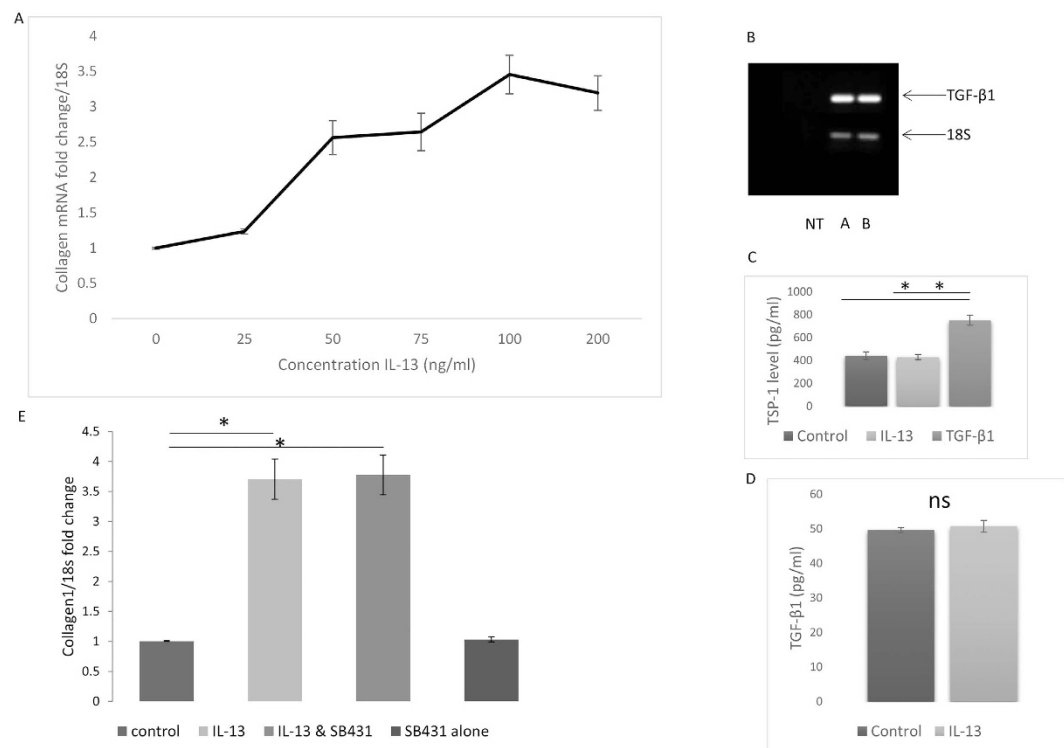 A
Collagen mRNA fold change/18S
4
3.5
3
2.5
2
1.5
1
0.5
0
0 25 50 75 100 200
Concentration IL-13 (ng/ml)
B
TGF-β1
18S
NT A B
C
TSP-1 level (pg/ml)
1000
800
600
400
200
0
* *
Control IL-13 TGF-β1
D
TGF-β1 (pg/ml)
60
50
40
30
20
10
0
ns
Control IL-13
E
Collagen1/18s fold change
4.5
4
3.5
3
2.5
2
1.5
1
0.5
0
*
*
control IL-13 IL-13 & SB431 SB431 alone